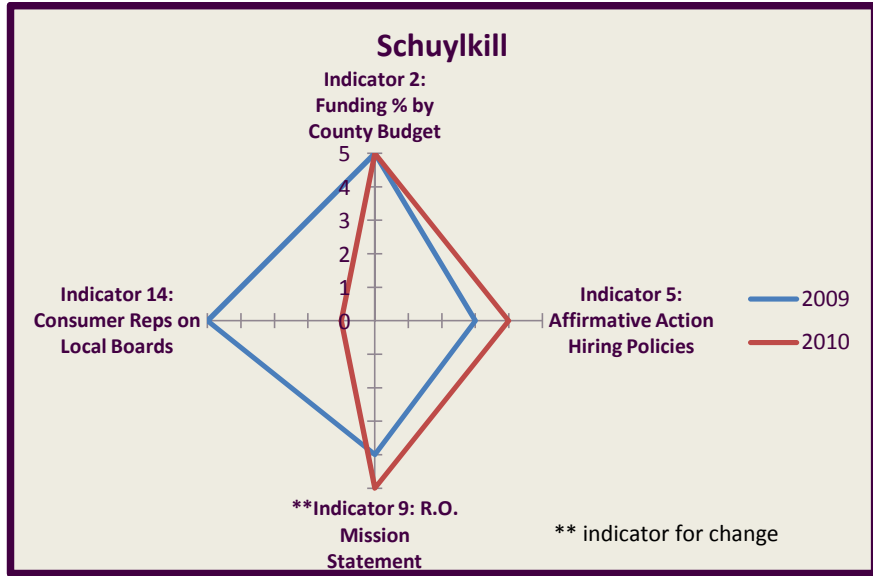 Schuylkill
Indicator 2:
Funding % by
County Budget
5
4
3
2
1
0
Indicator 14:
Consumer Reps on
Local Boards
Indicator 5:
Affirmative Action
Hiring Policies
2009
2010
**Indicator 9: R.O.
Mission
Statement
** indicator for change